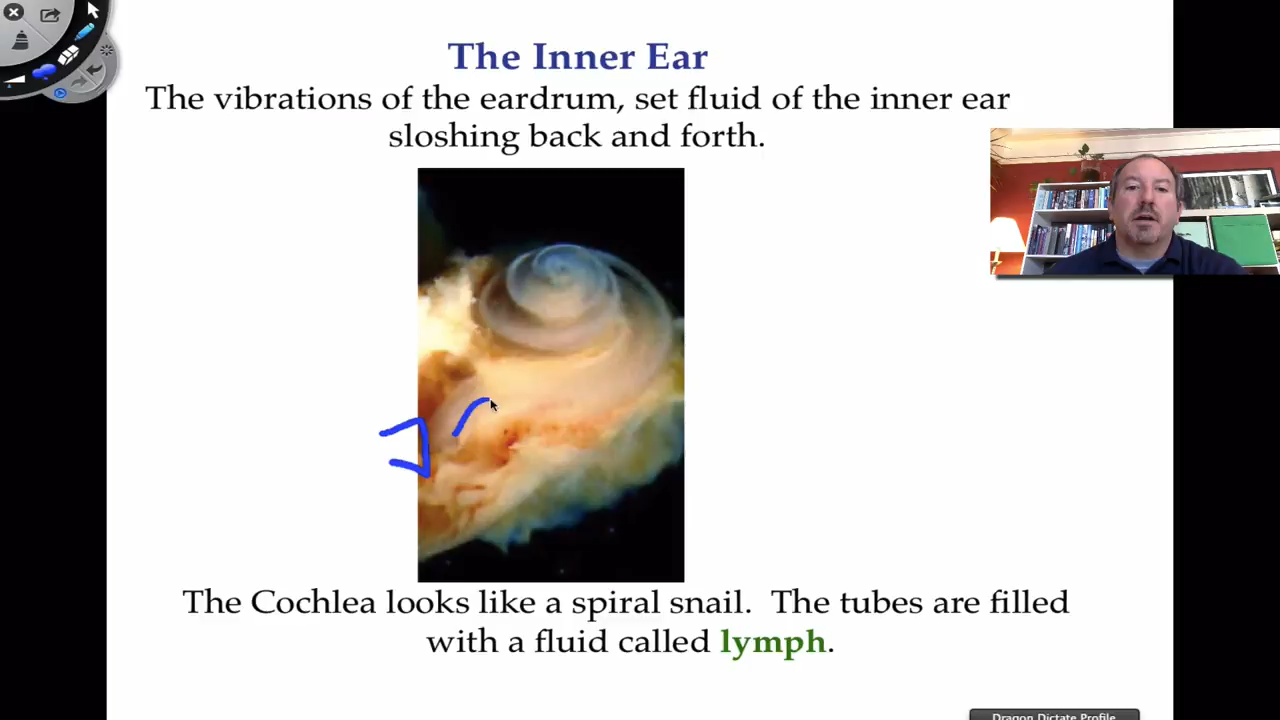 The Inner Ear
The vibrations of the eardrum, set fluid of the inner ear
sloshing back and forth.
The Cochlea looks like a spiral snail. The tubes are filled
with a fluid called lymph.
Dragon Dictate Profile